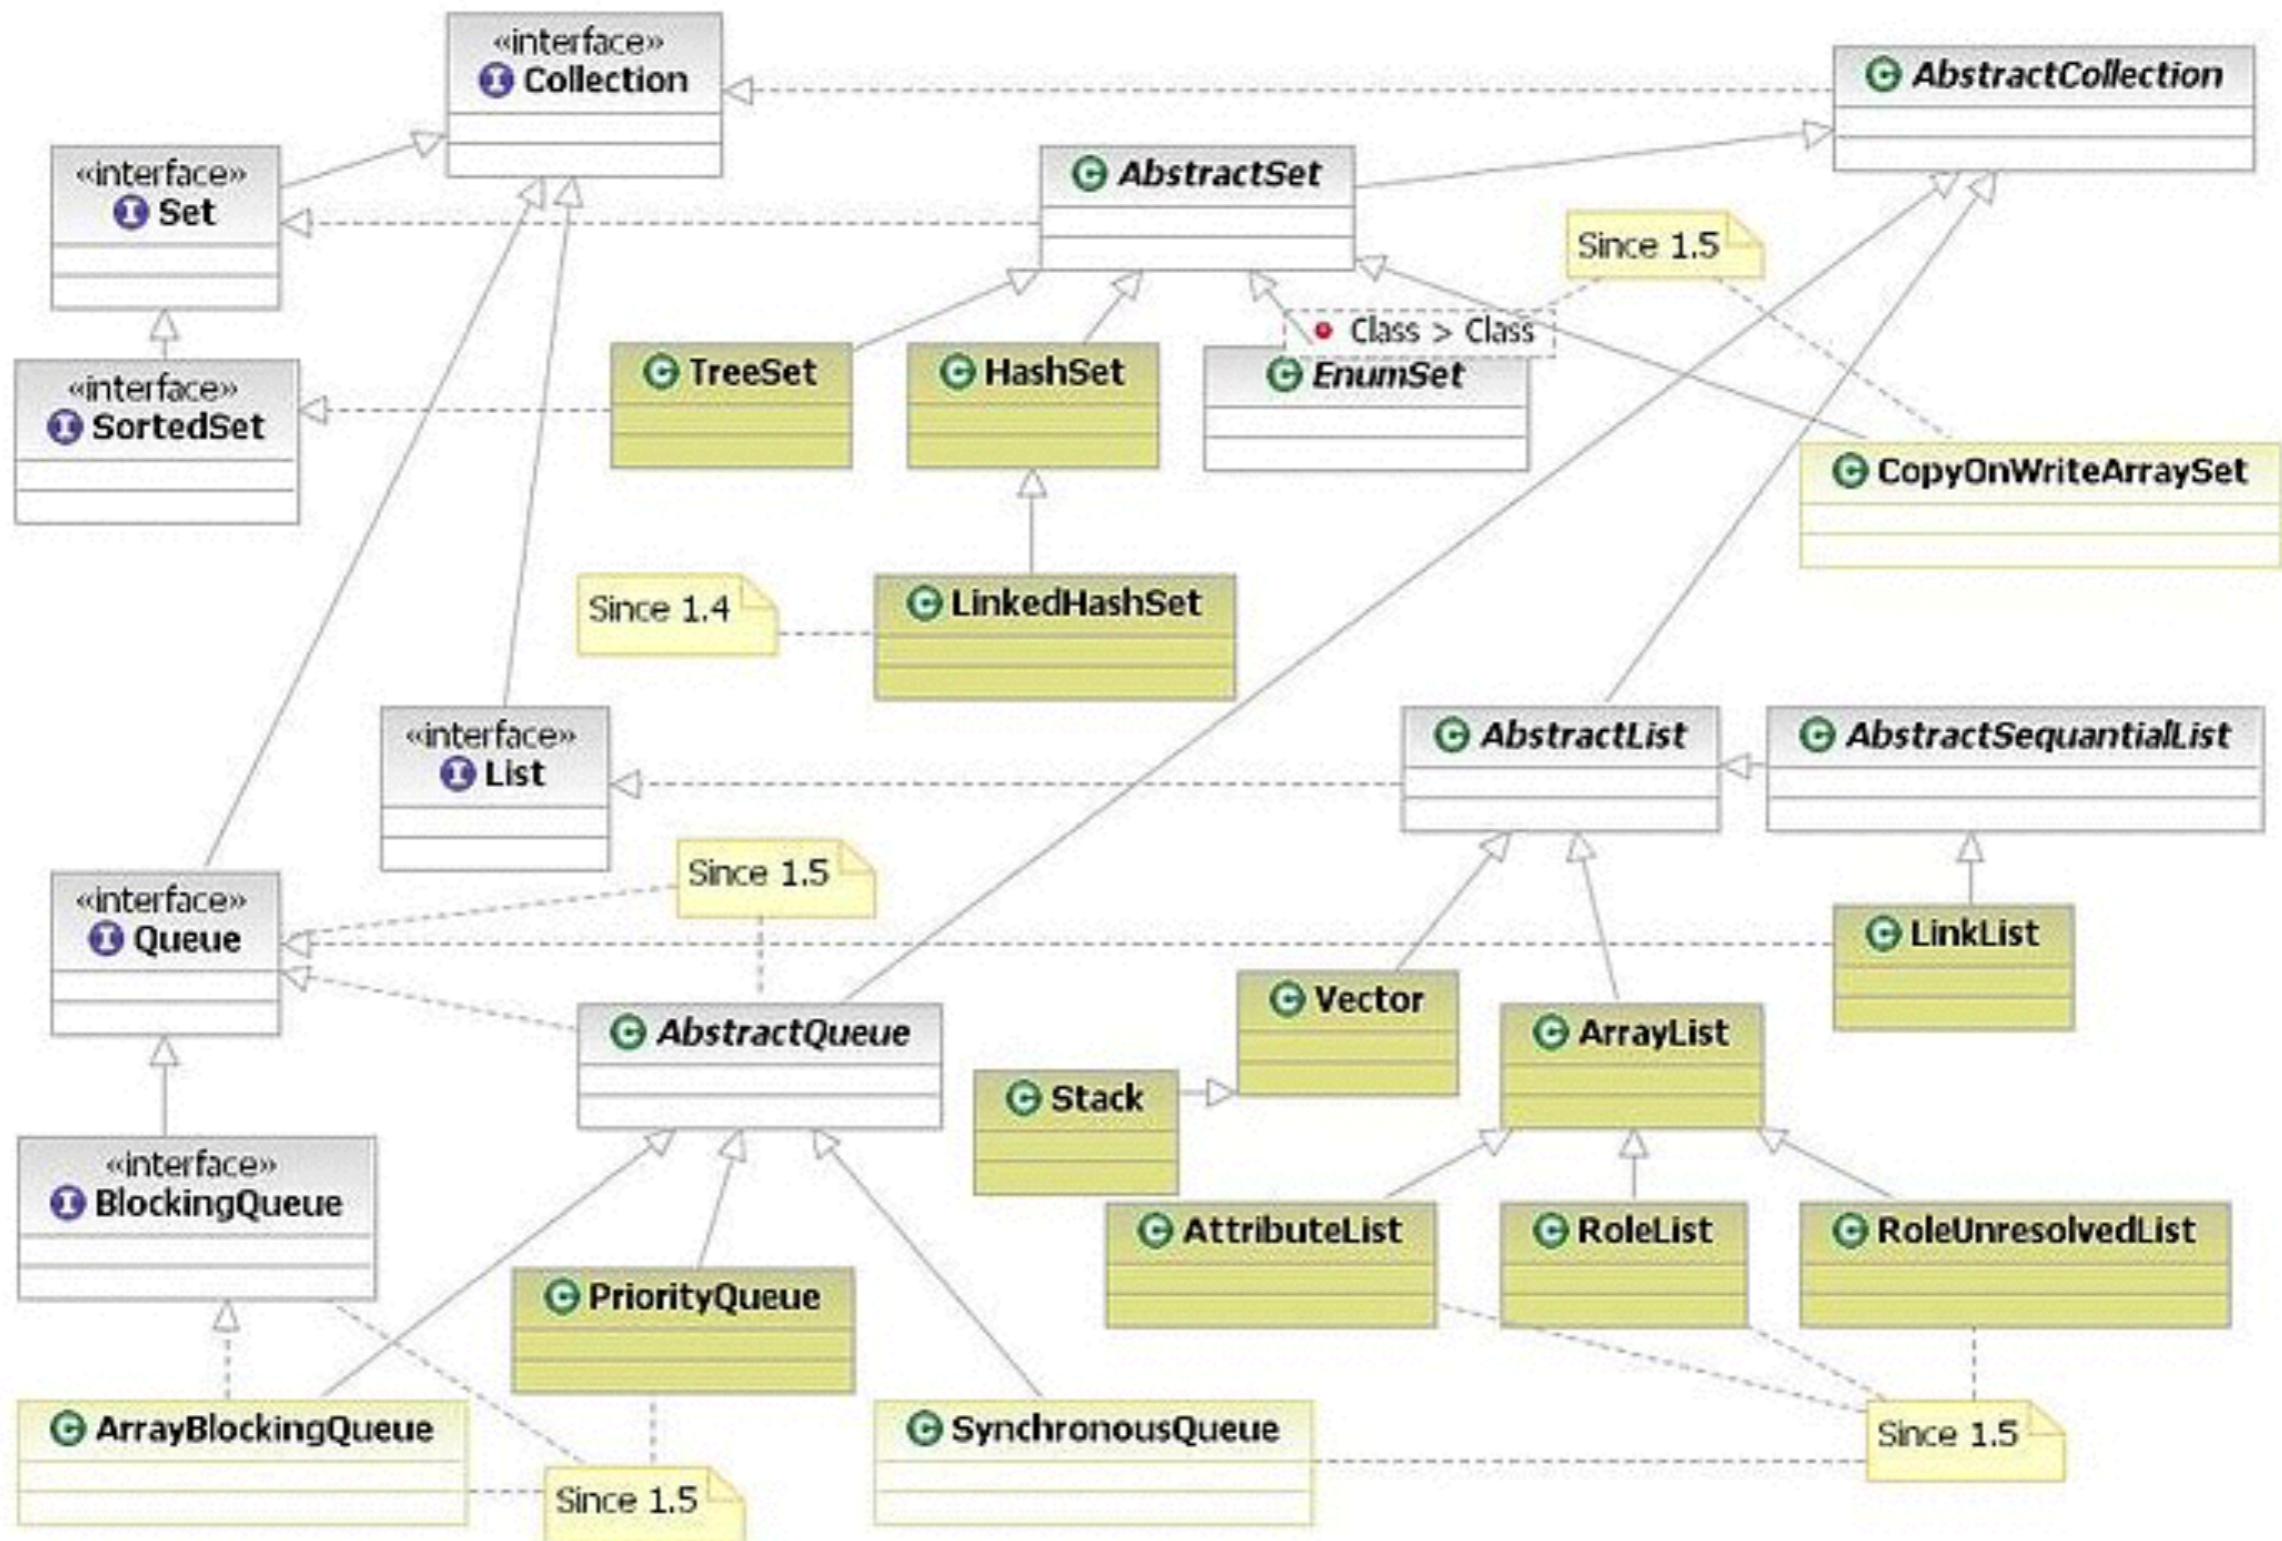 «interface»
Collection
AbstractCollection
«interface»
Set
AbstractSet
Since 1.5
Class > Class
«interface»
SortedSet
TreeSet
HashSet
EnumSet
CopyOnWriteArraySet
Since 1.4
LinkedHashSet
«interface»
List
AbstractList
AbstractSequantialList
Since 1.5
«interface»
Queue
LinkList
AbstractQueue
Vector
ArrayList
Stack
«interface»
BlockingQueue
AttributeList
RoleList
RoleUnresolvedList
PriorityQueue
ArrayBlockingQueue
SynchronousQueue
Since 1.5
Since 1.5